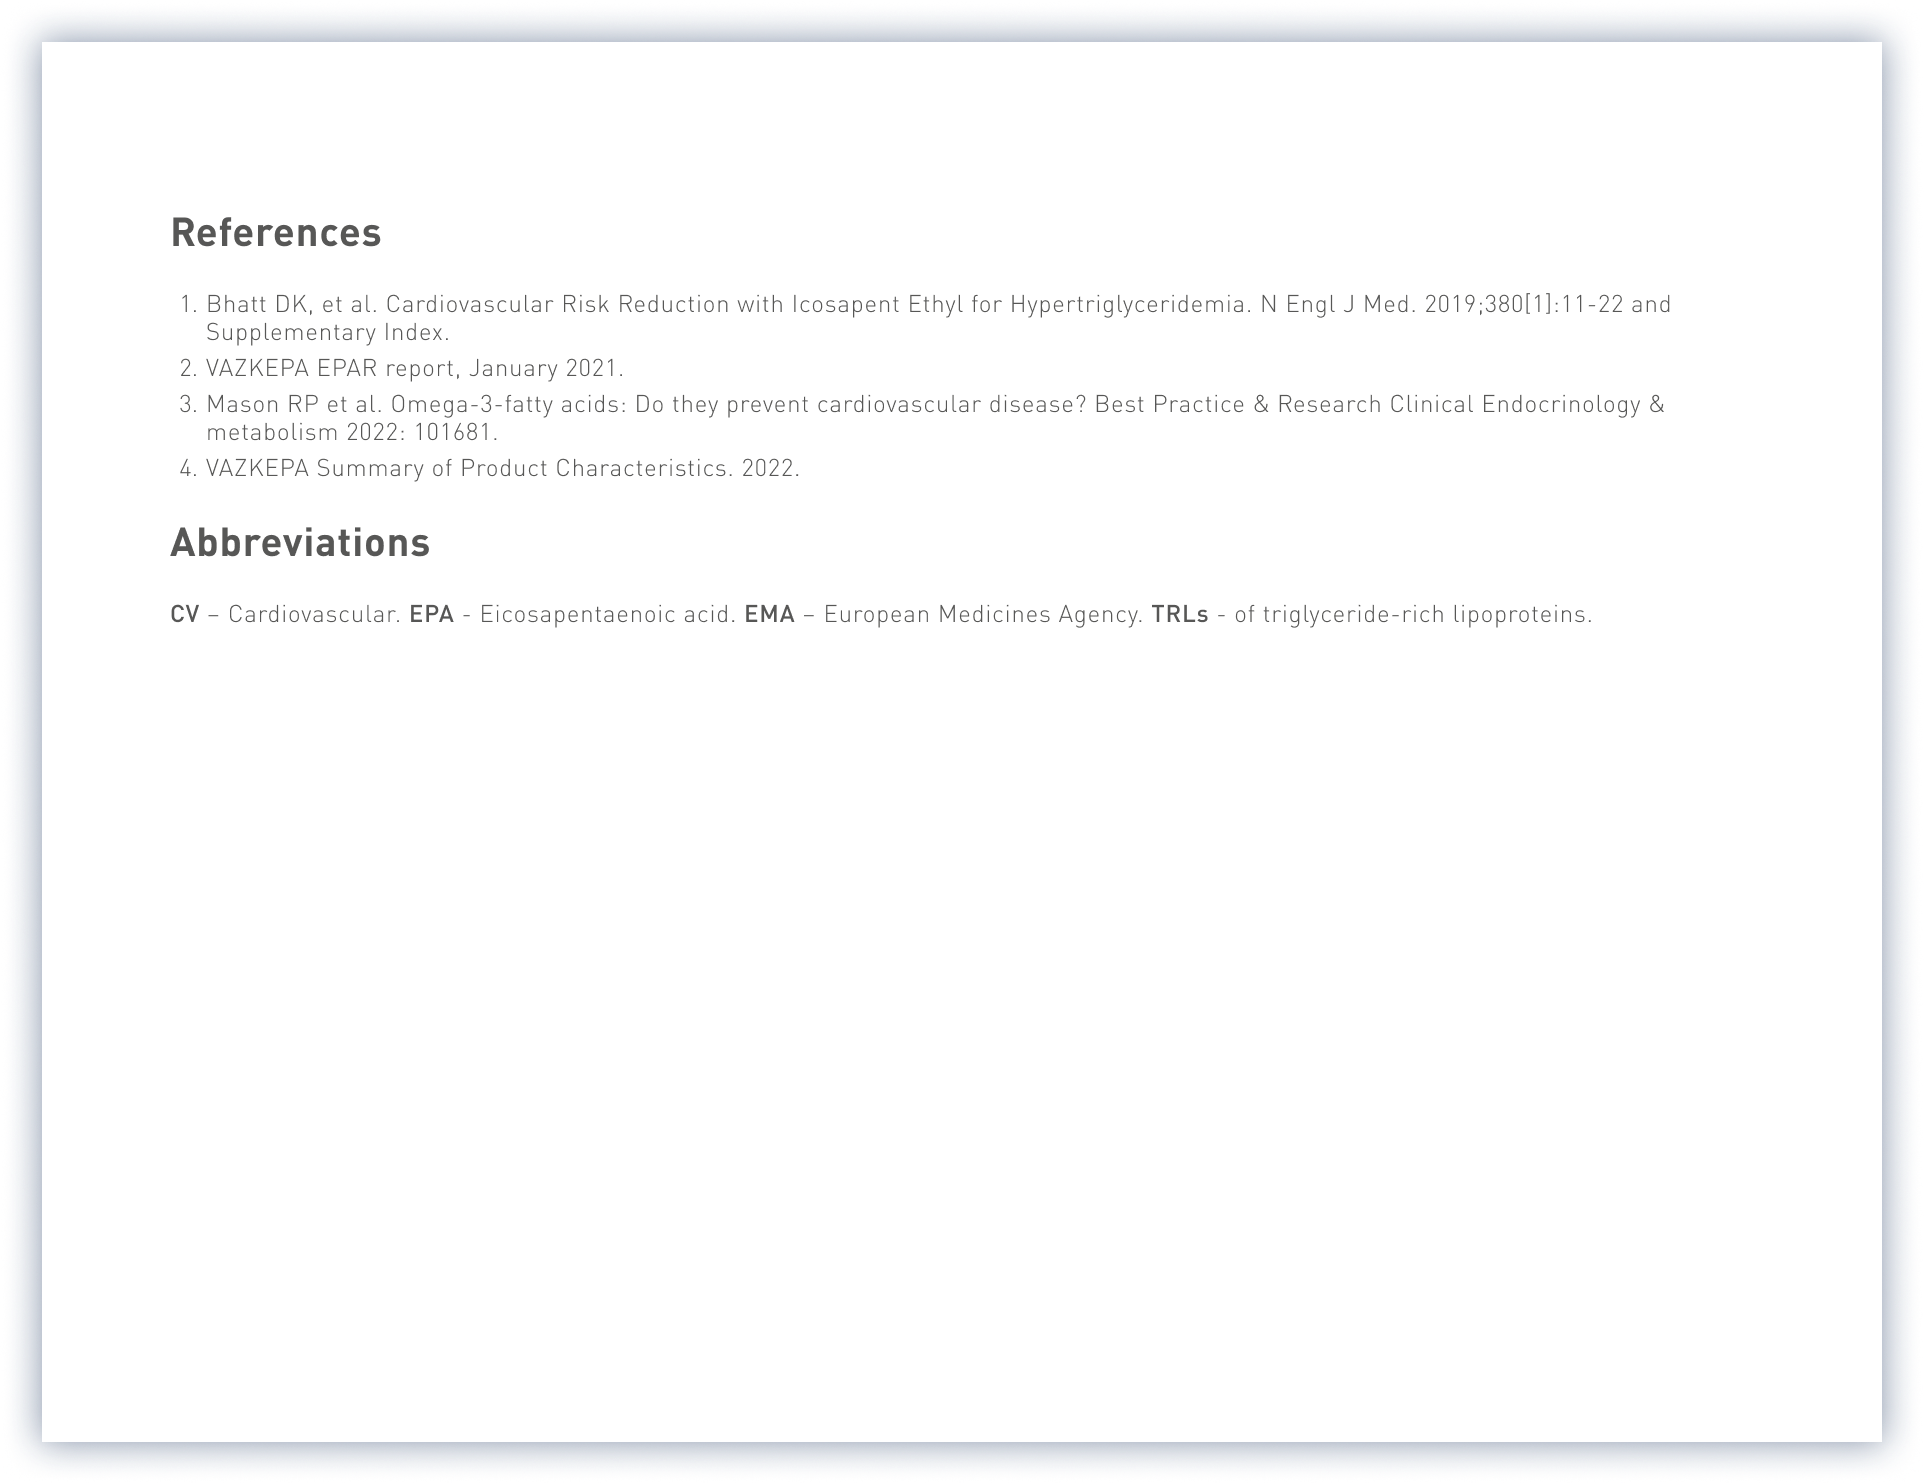 References
1. Bhatt DK, et al. Cardiovascular Risk Reduction with Icosapent Ethyl for Hypertriglyceridemia. N Engl J Med. 2019;380[1]:11-22 and
Supplementary Index.
2. VAZKEPA EPAR report, January 2021.
3. Mason RP et al. Omega-3-fatty acids: Do they prevent cardiovascular disease? Best Practice & Research Clinical Endocrinology &
metabolism 2022: 101681.
4. VAZKEPA Summary of Product Characteristics. 2022.
Abbreviations
CV – Cardiovascular. EPA - Eicosapentaenoic acid. EMA – European Medicines Agency. TRLs - of triglyceride-rich lipoproteins.